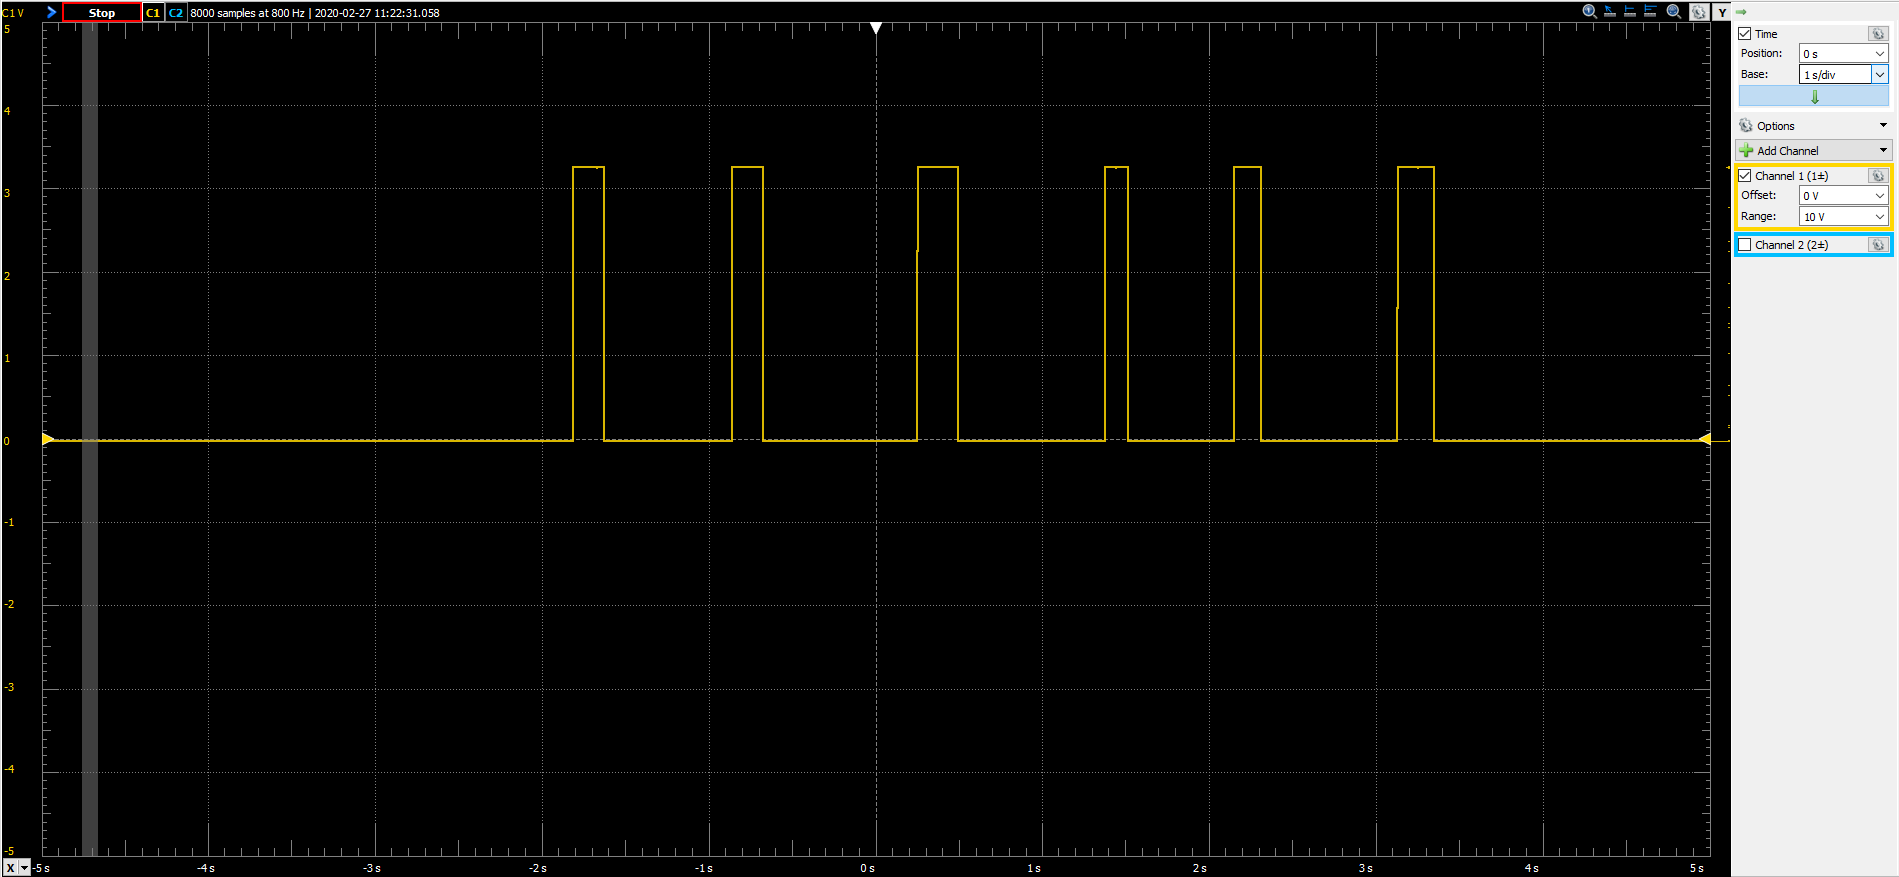 C1 V Stop C1 C2 8000 samples at 800 Hz | 2020-02-27 11:22:31.058 Y
5
4
3
2
1
0
-1
-2
-3
-4
-5
X -5 s -4 s -3 s -2 s -1 s 0 s 1 s 2 s 3 s 4 s 5 s
Time
Position: 0 s
Base: 1 s/div
Options
Add Channel
Channel 1 (1±)
Offset: 0 V
Range: 10 V
Channel 2 (2±)